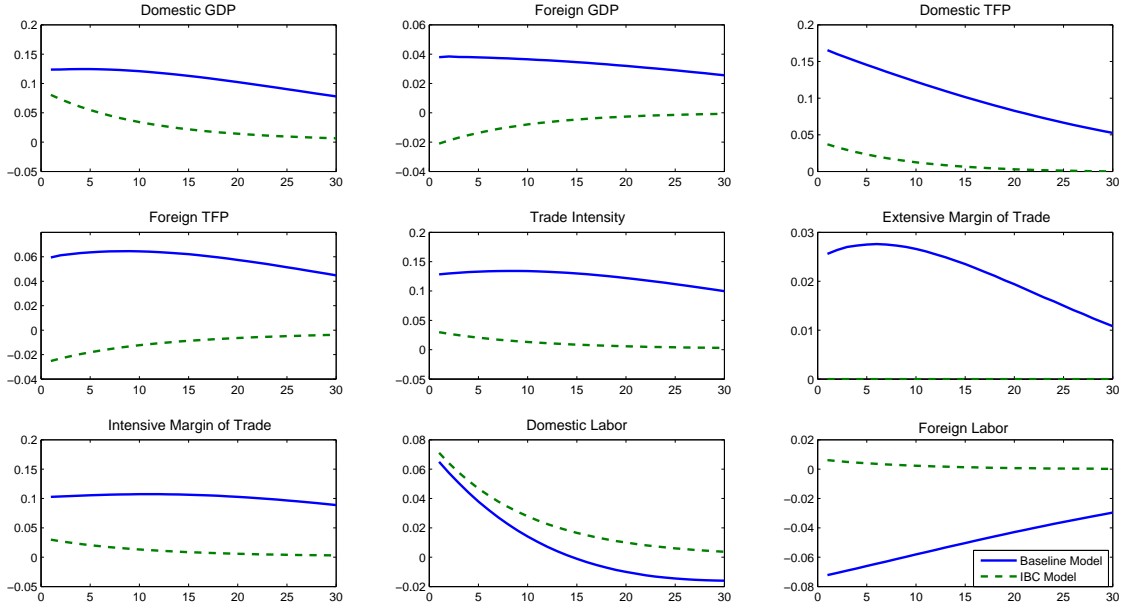 Domestic GDP
Foreign GDP
Domestic TFP
0.2
0.15
0.1
0.05
0
−0.05
0 5 10 15 20 25 30
0.06
0.04
0.02
0
−0.02
−0.04
0 5 10 15 20 25 30
0.2
0.15
0.1
0.05
0
0 5 10 15 20 25 30
Foreign TFP
Trade Intensity
Extensive Margin of Trade
0.06
0.04
0.02
0
−0.02
−0.04
0 5 10 15 20 25 30
0.2
0.15
0.1
0.05
0
−0.05
0 5 10 15 20 25 30
0.03
0.02
0.01
0
0 5 10 15 20 25 30
Intensive Margin of Trade
Domestic Labor
Foreign Labor
0.2
0.15
0.1
0.05
0
−0.05
0 5 10 15 20 25 30
0.08
0.06
0.04
0.02
0
−0.02
0 5 10 15 20 25 30
0.02
0
−0.02
−0.04
−0.06
−0.08
0 5 10 15 20 25 30
Baseline Model
IBC Model